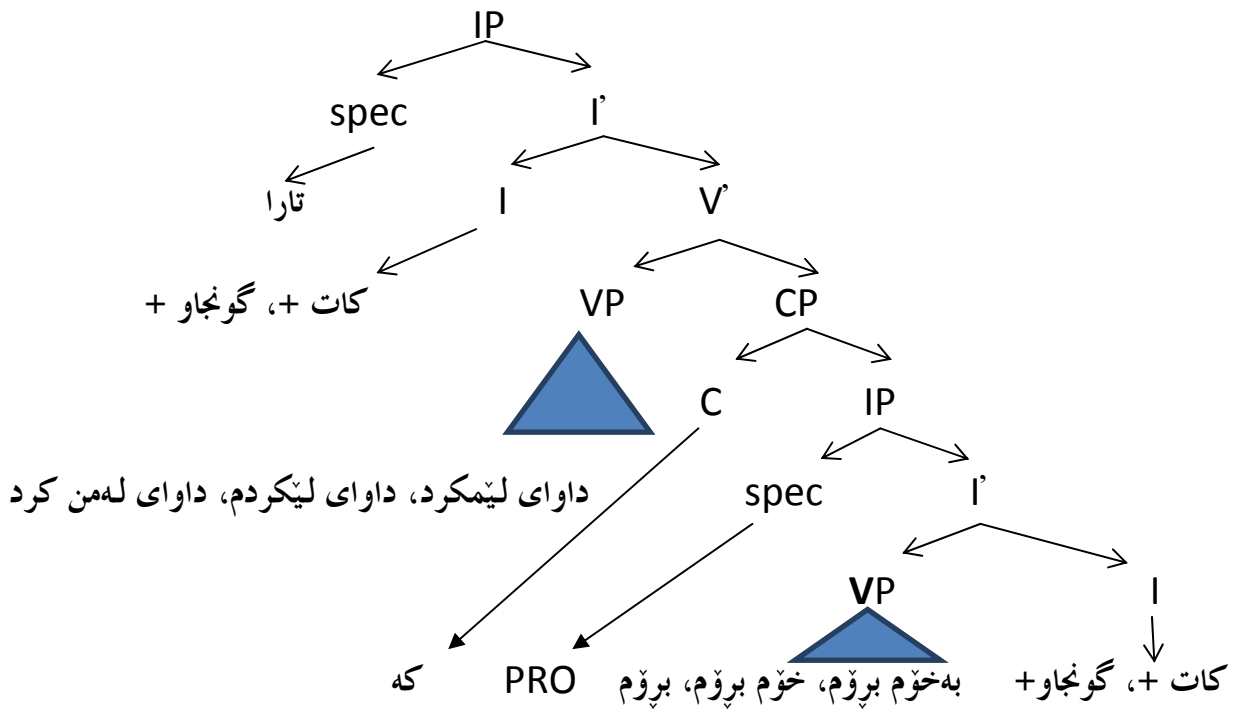 IP
spec I’
تارا I V’
کات +، گونجاو + VP CP
C IP
داوای لێمکرد، داوای لێکردم، داوای لەمن کرد spec I’
VP I
کە PRO بەخۆم بڕۆم، خۆم بڕۆم، بڕۆم کات +، گونجاو+